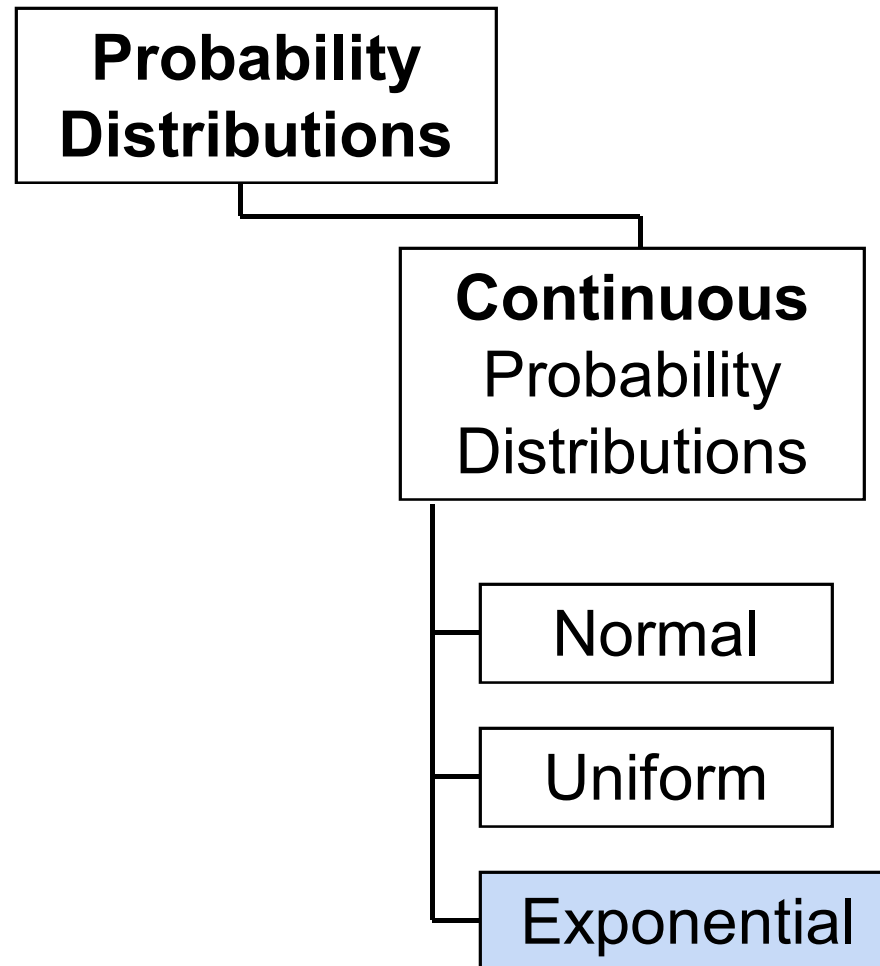 Probability
Distributions
Continuous
Probability
Distributions
Normal
Uniform
Exponential